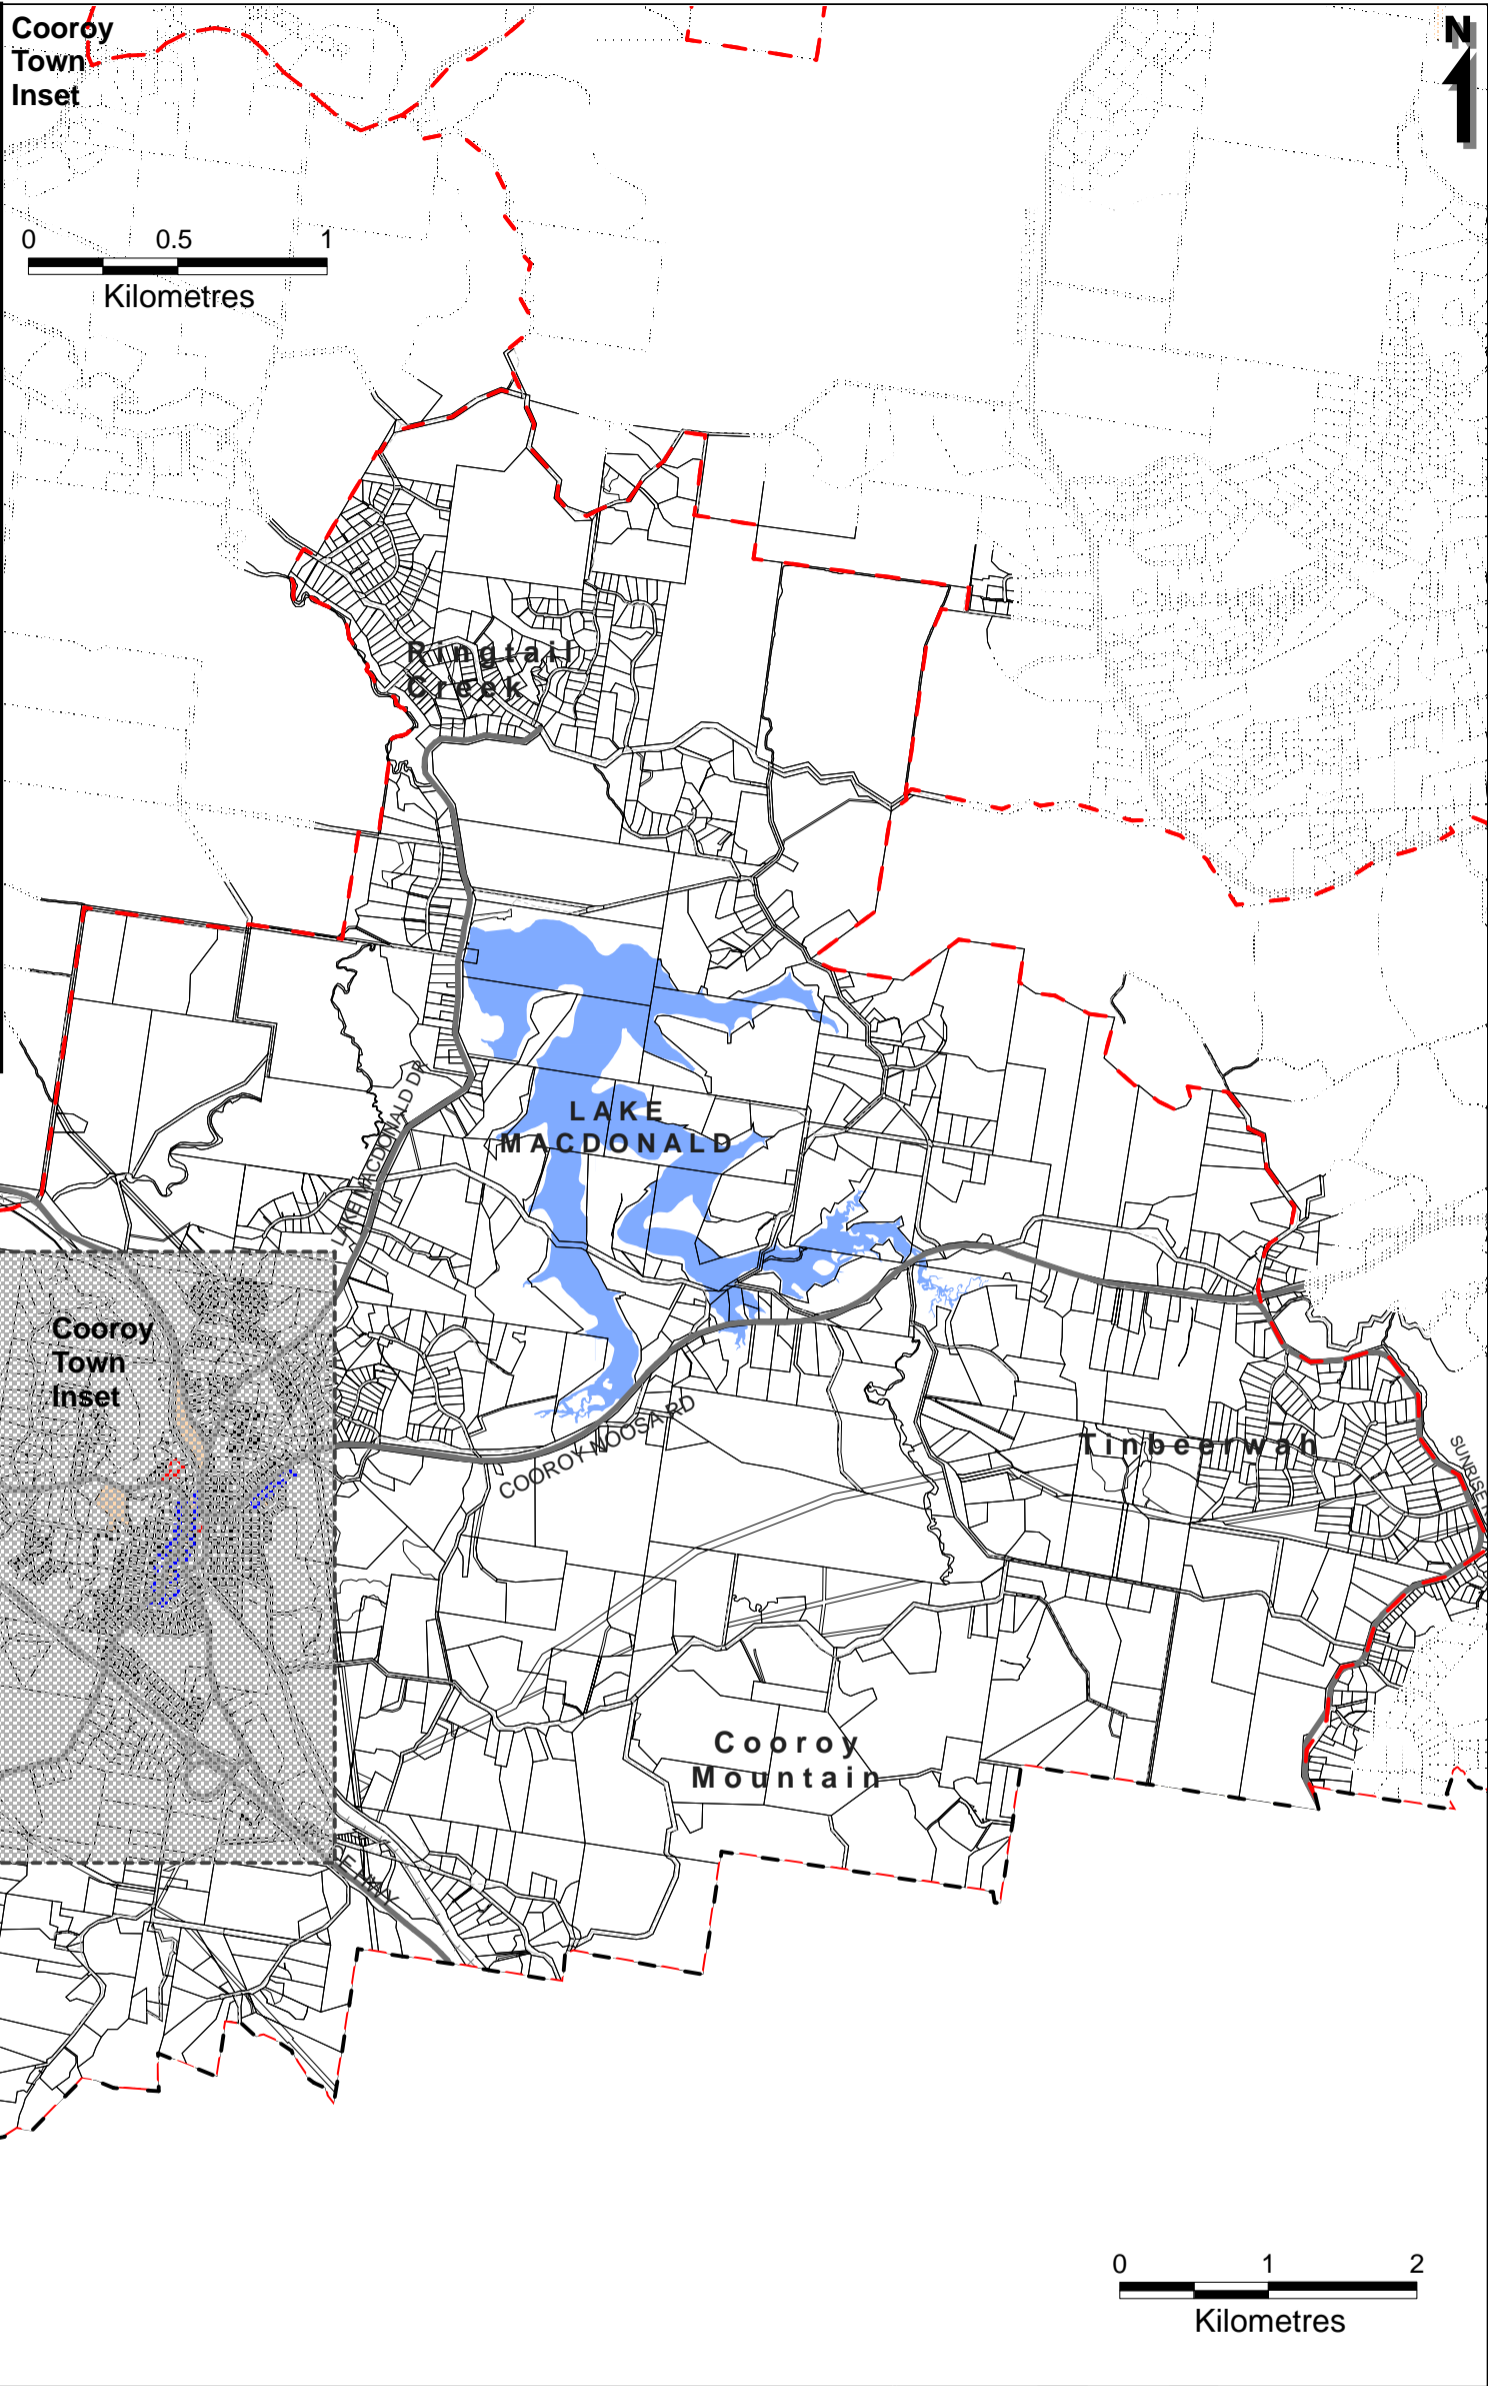 Cooroy
Town
Inset
N
0 0.5 1
Kilometres
Ringtail
Creek
LAKE MACDONALD DR
LAKE
MACDONALD
Cooroy
Town
Inset
COOROY NOOSA RD
Tinbeerwah
SUNRISE
Cooroy
Mountain
0 1 2
Kilometres